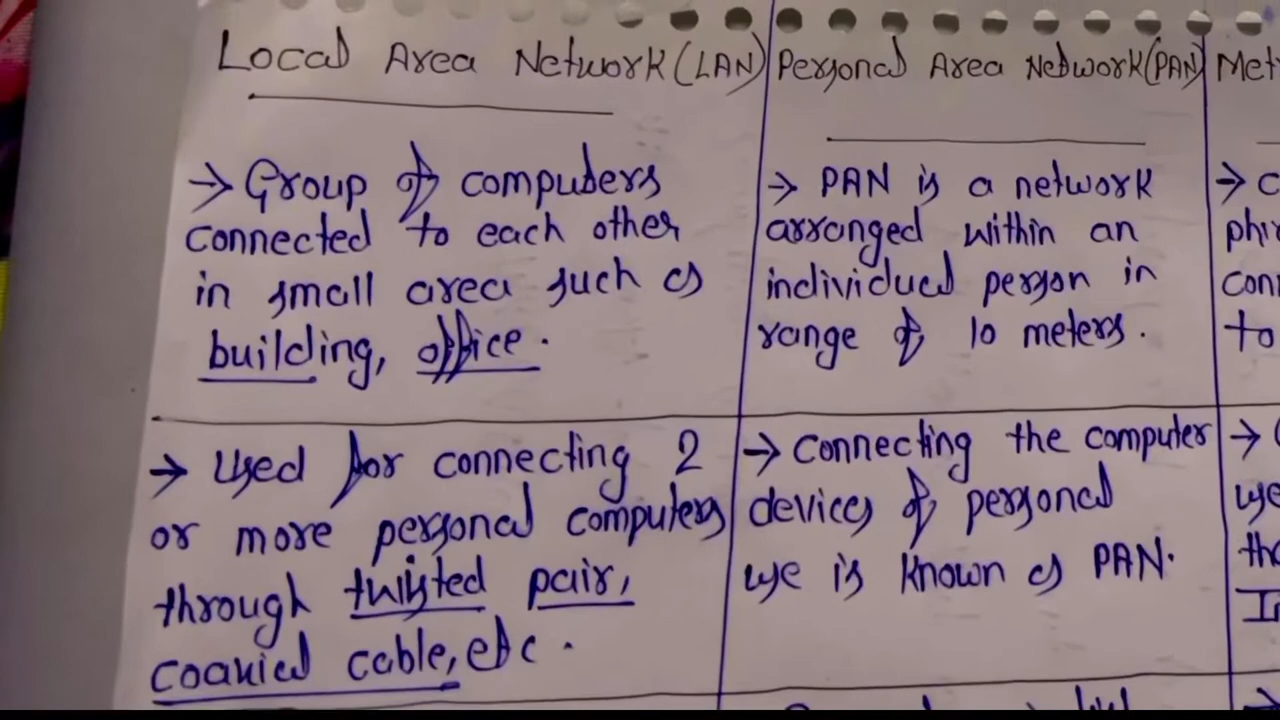 Local Area Network (LAN)
→ Group of computers
connected to each other
in small area such as
building, office.
→ Used for connecting 2
or more personal computers
through twisted pair,
coaxial cable, etc.
Personal Area Network (PAN)
→ PAN is a network
arranged within an
individual person in
range of 10 meters.
→ Connecting the computer
devices of personal
use is known as PAN.
→
to
→
use